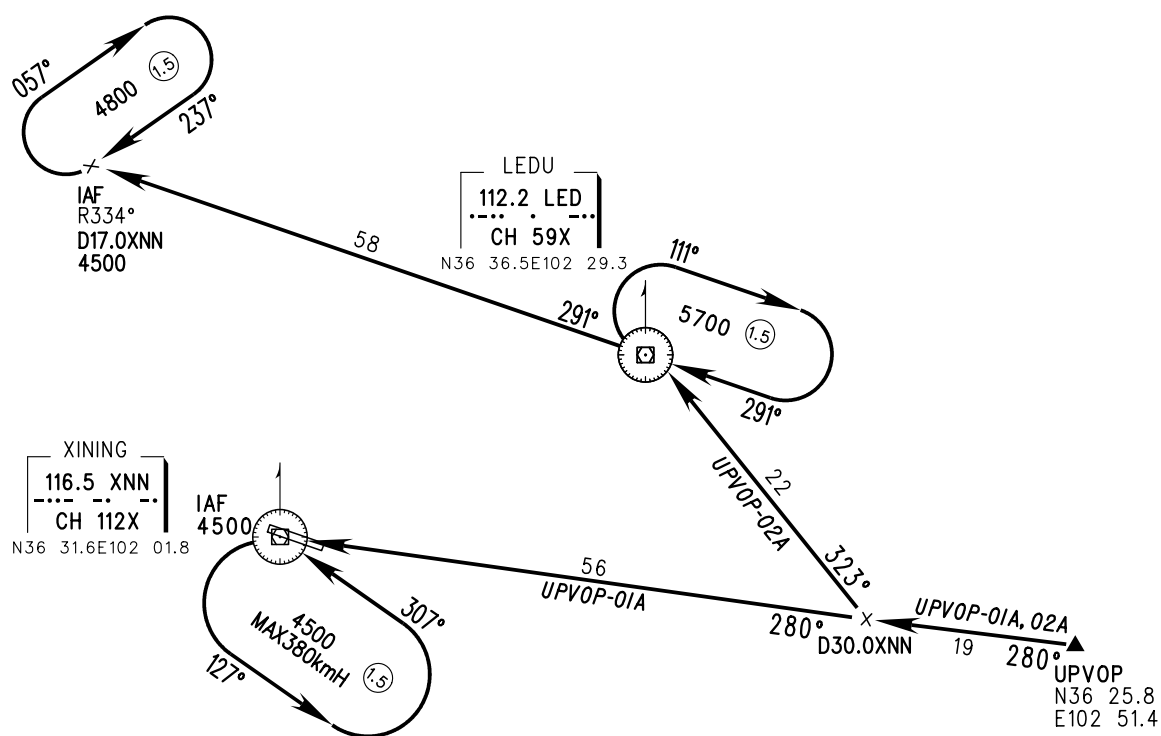 057°
4800
1.5
237°
IAF
R334°
D17.0XNN
4500
58
LEDU
112.2 LED
·-·· · -··
CH 59X
N36 36.5E102 29.3
291°
111°
5700
1.5
291°
XINING
116.5 XNN
-··- -· -·
CH 112X
N36 31.6E102 01.8
IAF
4500
4500
MAX380kmH
1.5
307°
127°
56
UPVOP-01A
280°
22
UPVOP-02A
323°
D30.0XNN
UPVOP-01A, 02A
19
280°
UPVOP
N36 25.8
E102 51.4